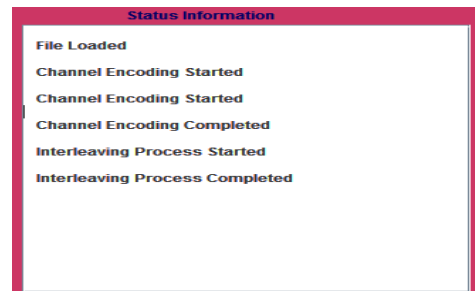 Status Information
File Loaded
Channel Encoding Started
Channel Encoding Started
Channel Encoding Completed
Interleaving Process Started
Interleaving Process Completed